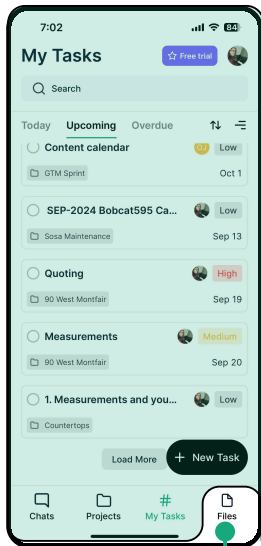 7:02
84
My Tasks
Free trial
Search
Today Upcoming Overdue
Content calendar OJ Low
GTM Sprint Oct 1
SEP-2024 Bobcat595 Ca... Low
Sosa Maintenance Sep 13
Quoting High
90 West Montfair Sep 19
Measurements Medium
90 West Montfair Sep 20
1. Measurements and you... Low
Countertops
Load More
+ New Task
Chats Projects My Tasks Files